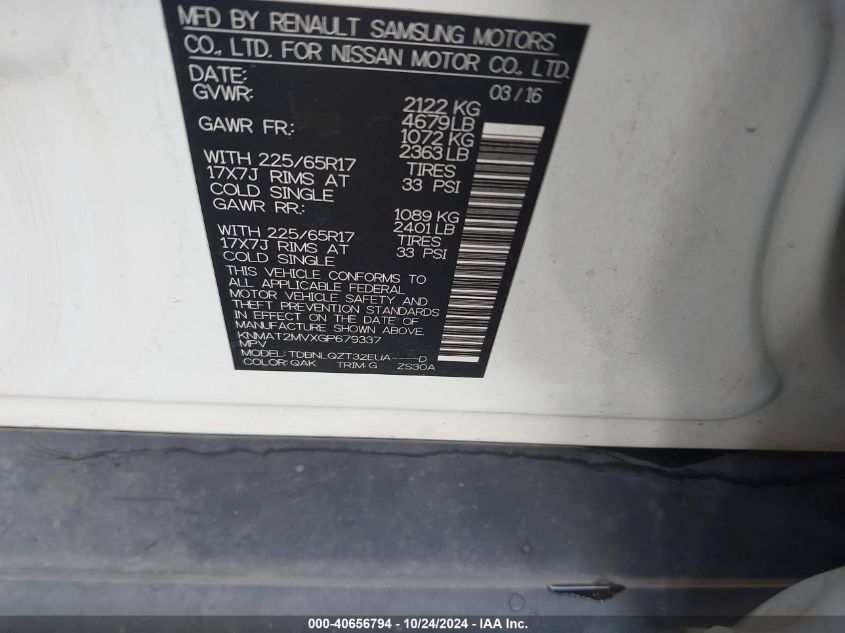 MFD BY RENAULT SAMSUNG MOTORS
CO., LTD. FOR NISSAN MOTOR CO., LTD.
DATE: 03/16
GVWR: 2122 KG
4679 LB
GAWR FR.: 1072 KG
2363 LB
WITH 225/65R17 TIRES
17X7J RIMS AT 33 PSI
COLD SINGLE
GAWR RR.: 1089 KG
2401 LB
WITH 225/65R17 TIRES
17X7J RIMS AT 33 PSI
COLD SINGLE
THIS VEHICLE CONFORMS TO
ALL APPLICABLE FEDERAL
MOTOR VEHICLE SAFETY AND
THEFT PREVENTION STANDARDS
IN EFFECT ON THE DATE OF
MANUFACTURE SHOWN ABOVE.
KNMAT2MVXGP679337
MPV
MODEL: TDBNLQZT32EUA----D
COLOR: QAK TRIM: G ZS30A
000-40656794 - 10/24/2024 - IAA Inc.